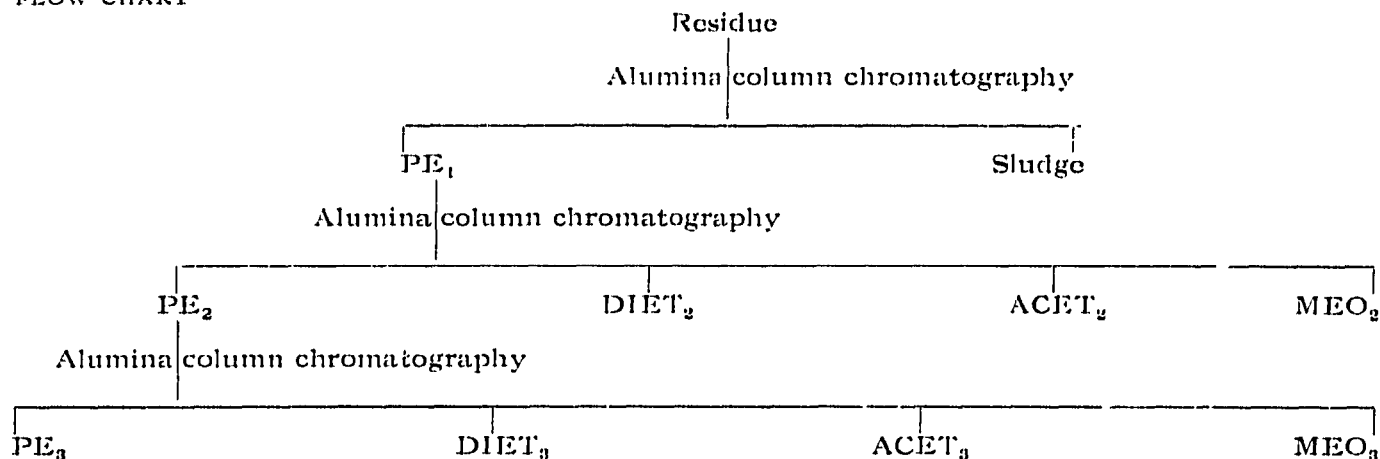 FLOW CHART
Residue
Alumina column chromatography
PE₁ Sludge
Alumina column chromatography
PE₂ DIET₂ ACET₂ MEO₂
Alumina column chromatography
PE₃ DIET₃ ACET₃ MEO₃